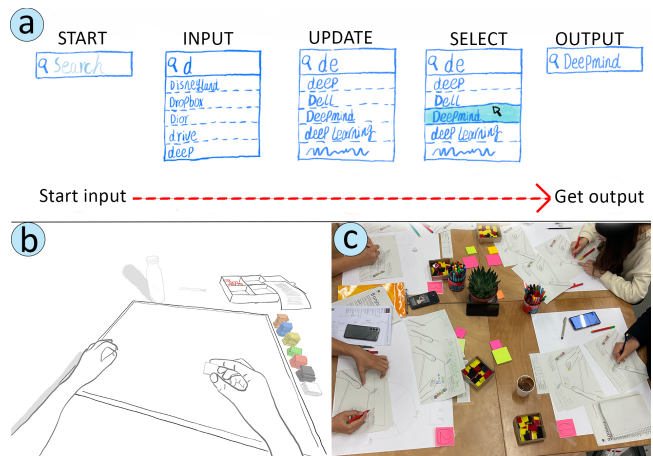 a
START
INPUT
UPDATE
SELECT
OUTPUT
Search
d
Disneyland
Dropbox
Dior
drive
deep
de
deep
Dell
Deepmind
deep learning
de
deep
Dell
Deepmind
deep learning
Deepmind
Start input
Get output
b
c